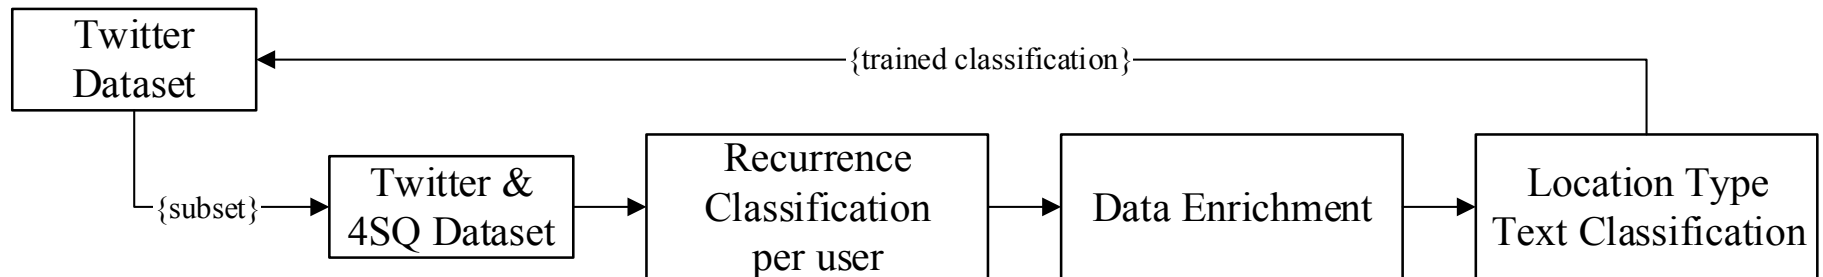 Twitter
Dataset
{trained classification}
{subset}
Twitter &
4SQ Dataset
Recurrence
Classification
per user
Data Enrichment
Location Type
Text Classification